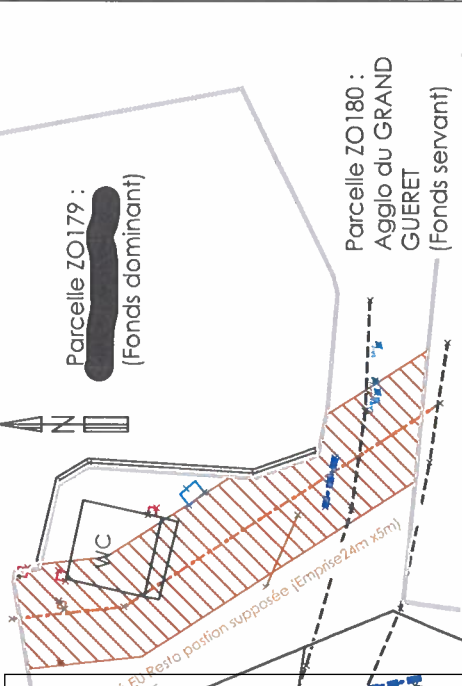 Parcelle ZO179 :
(Fonds dominant)
Parcelle ZO180 :
Agglo du GRAND
GUERET
(Fonds servant)
N
WC
EU Resto postion supposée (Emprise24m x5m)